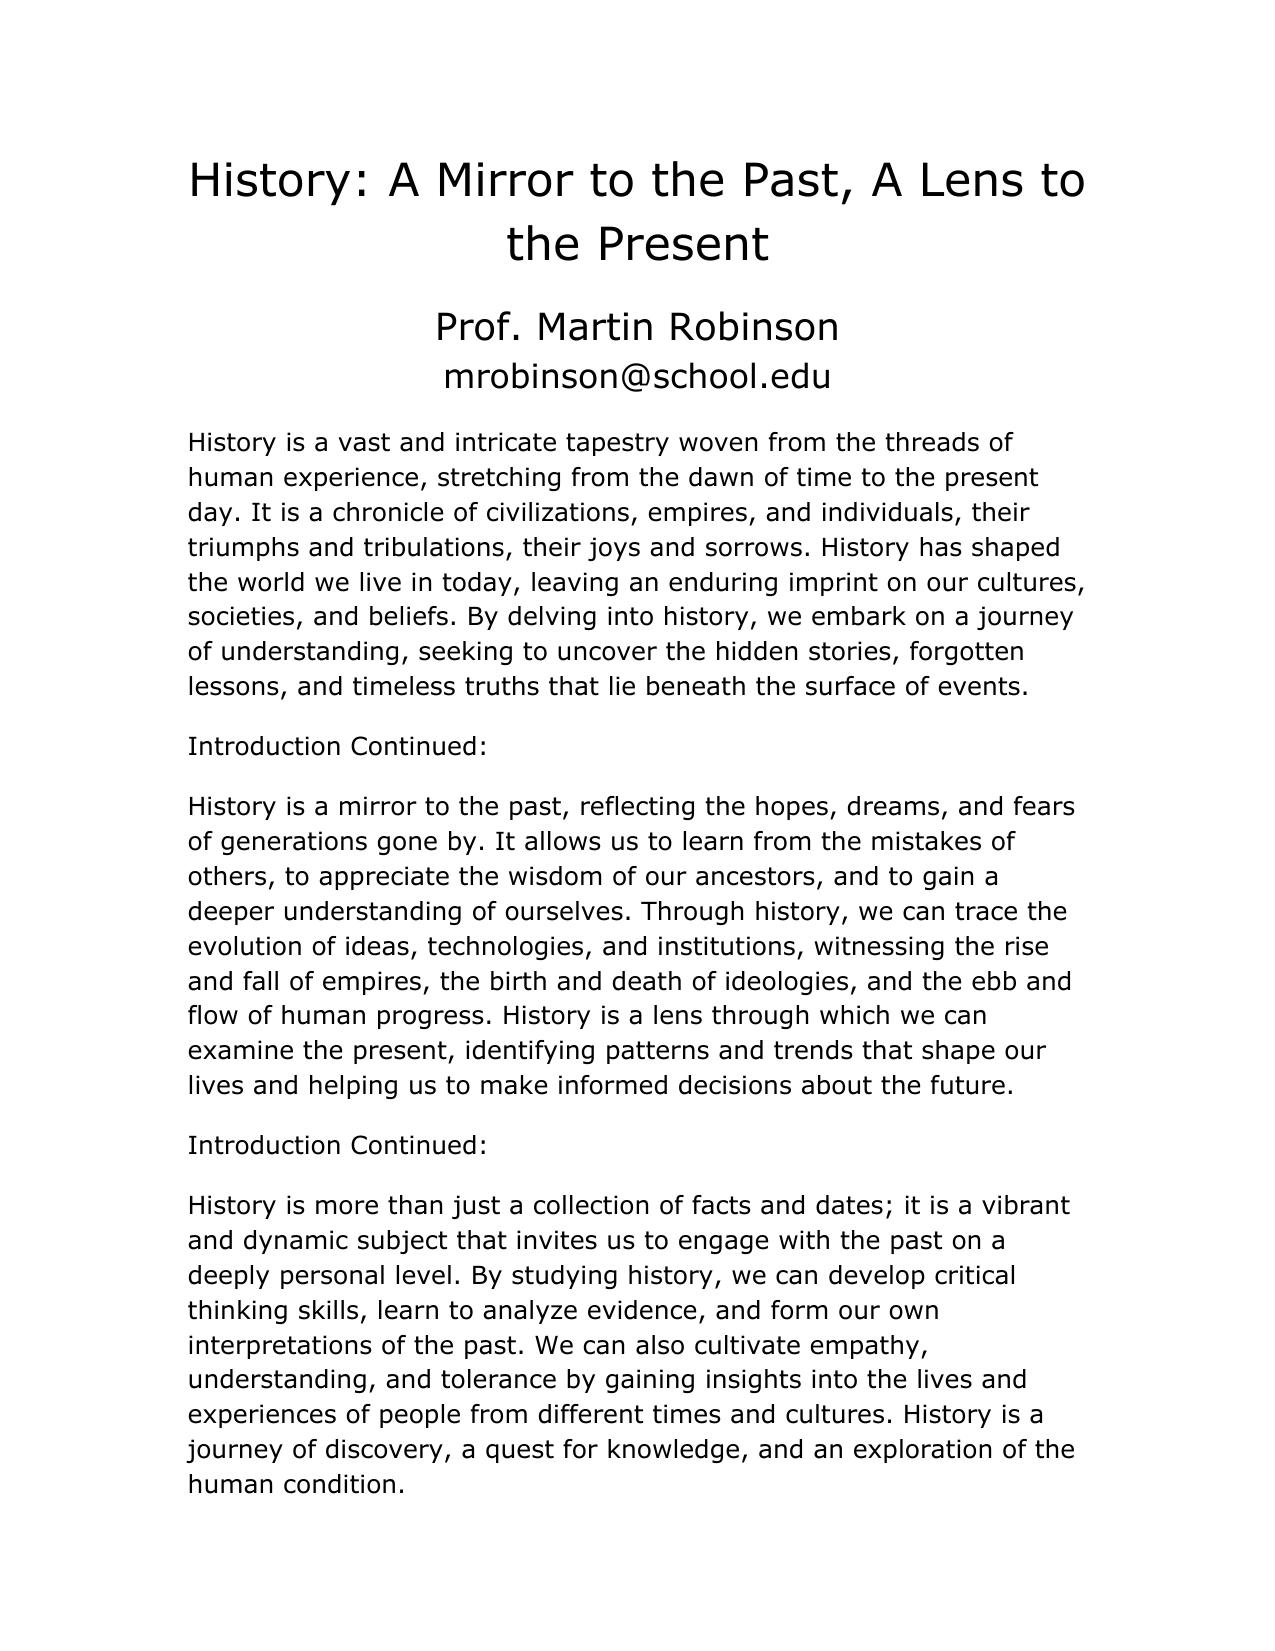 History: A Mirror to the Past, A Lens to
the Present
Prof. Martin Robinson
mrobinson@school.edu
History is a vast and intricate tapestry woven from the threads of
human experience, stretching from the dawn of time to the present
day. It is a chronicle of civilizations, empires, and individuals, their
triumphs and tribulations, their joys and sorrows. History has shaped
the world we live in today, leaving an enduring imprint on our cultures,
societies, and beliefs. By delving into history, we embark on a journey
of understanding, seeking to uncover the hidden stories, forgotten
lessons, and timeless truths that lie beneath the surface of events.
Introduction Continued:
History is a mirror to the past, reflecting the hopes, dreams, and fears
of generations gone by. It allows us to learn from the mistakes of
others, to appreciate the wisdom of our ancestors, and to gain a
deeper understanding of ourselves. Through history, we can trace the
evolution of ideas, technologies, and institutions, witnessing the rise
and fall of empires, the birth and death of ideologies, and the ebb and
flow of human progress. History is a lens through which we can
examine the present, identifying patterns and trends that shape our
lives and helping us to make informed decisions about the future.
Introduction Continued:
History is more than just a collection of facts and dates; it is a vibrant
and dynamic subject that invites us to engage with the past on a
deeply personal level. By studying history, we can develop critical
thinking skills, learn to analyze evidence, and form our own
interpretations of the past. We can also cultivate empathy,
understanding, and tolerance by gaining insights into the lives and
experiences of people from different times and cultures. History is a
journey of discovery, a quest for knowledge, and an exploration of the
human condition.